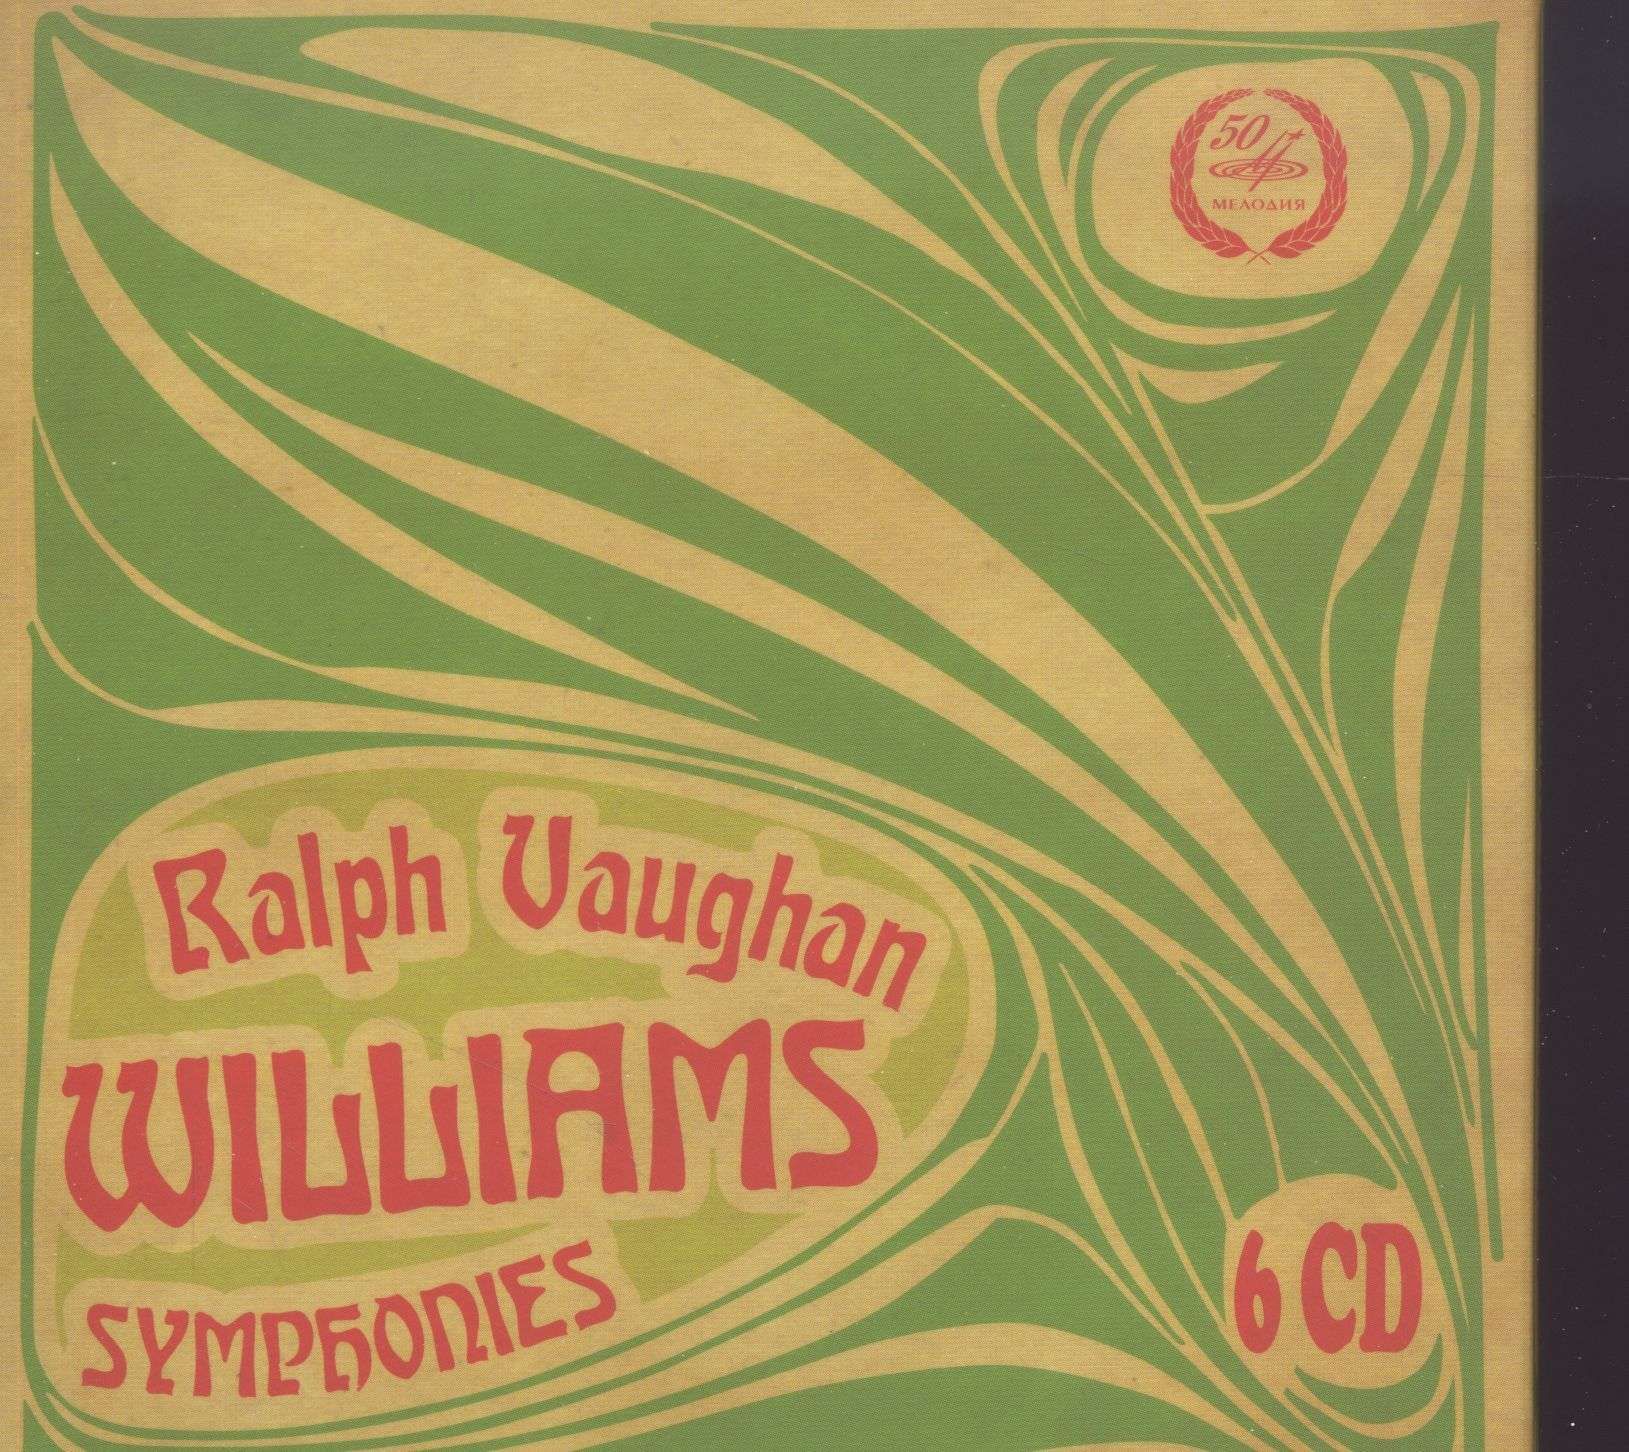 50
МЕЛОДИЯ
Ralph Vaughan
WILLIAMS
SYMPHONIES
6 CD